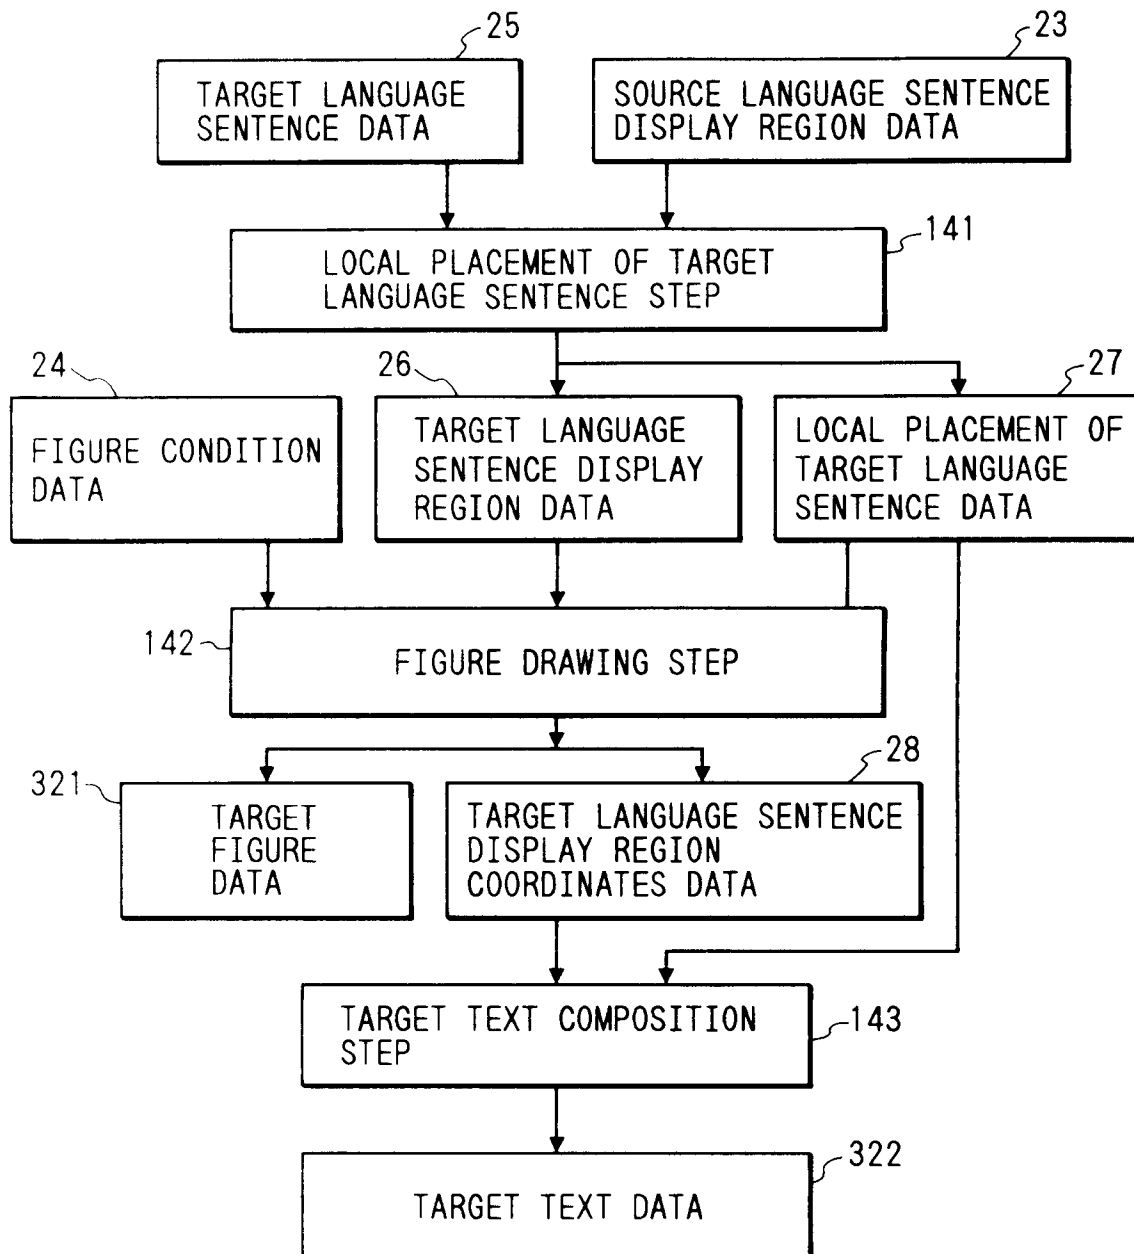 25
23
TARGET LANGUAGE
SENTENCE DATA
SOURCE LANGUAGE SENTENCE
DISPLAY REGION DATA
141
LOCAL PLACEMENT OF TARGET
LANGUAGE SENTENCE STEP
24
26
27
FIGURE CONDITION
DATA
TARGET LANGUAGE
SENTENCE DISPLAY
REGION DATA
LOCAL PLACEMENT OF
TARGET LANGUAGE
SENTENCE DATA
142
FIGURE DRAWING STEP
321
28
TARGET
FIGURE
DATA
TARGET LANGUAGE SENTENCE
DISPLAY REGION
COORDINATES DATA
TARGET TEXT COMPOSITION
STEP
143
322
TARGET TEXT DATA